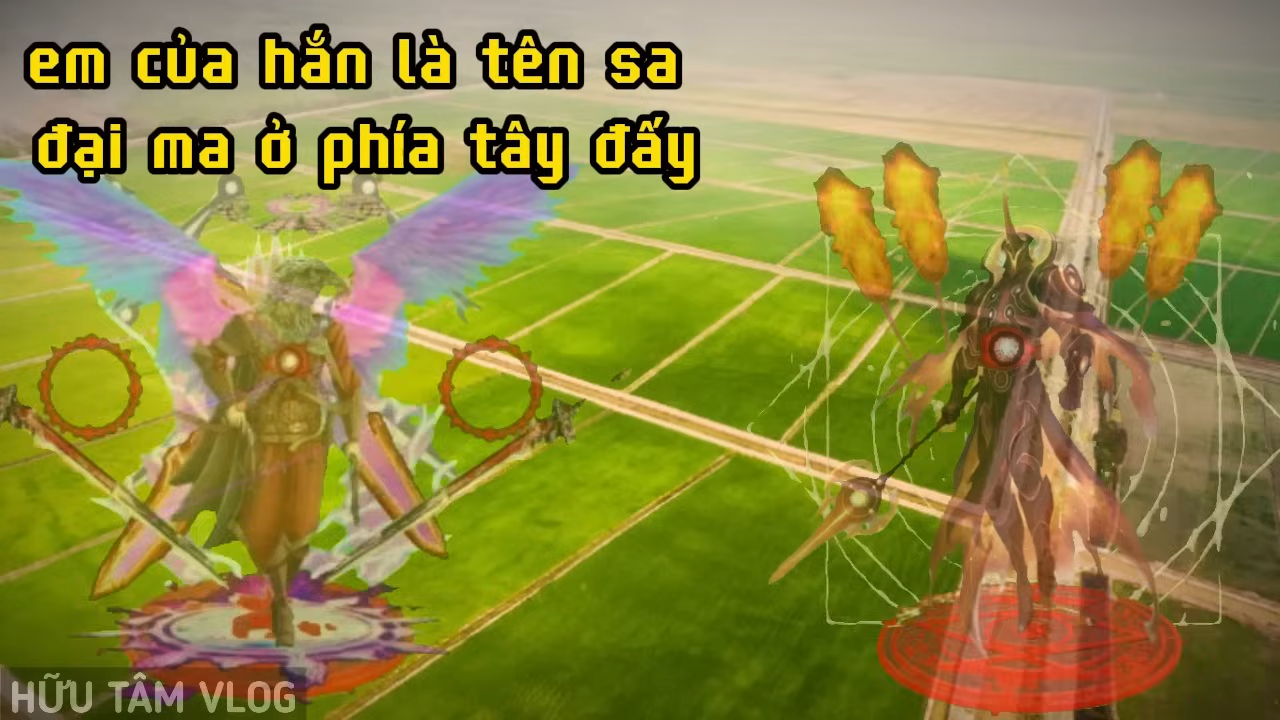 em của hắn là tên sa
đại ma ở phía tây đấy
HỮU TÂM VLOG